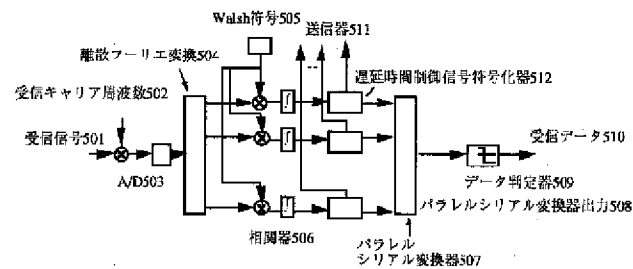 Walsh符号505
送信器511
離散フーリエ変換504
遅延時間制御信号符号化器512
受信キャリア周波数502
受信信号501
受信データ510
A/D503
データ判定器509
パラレルシリアル変換器出力508
相関器506
パラレル
シリアル変換器507